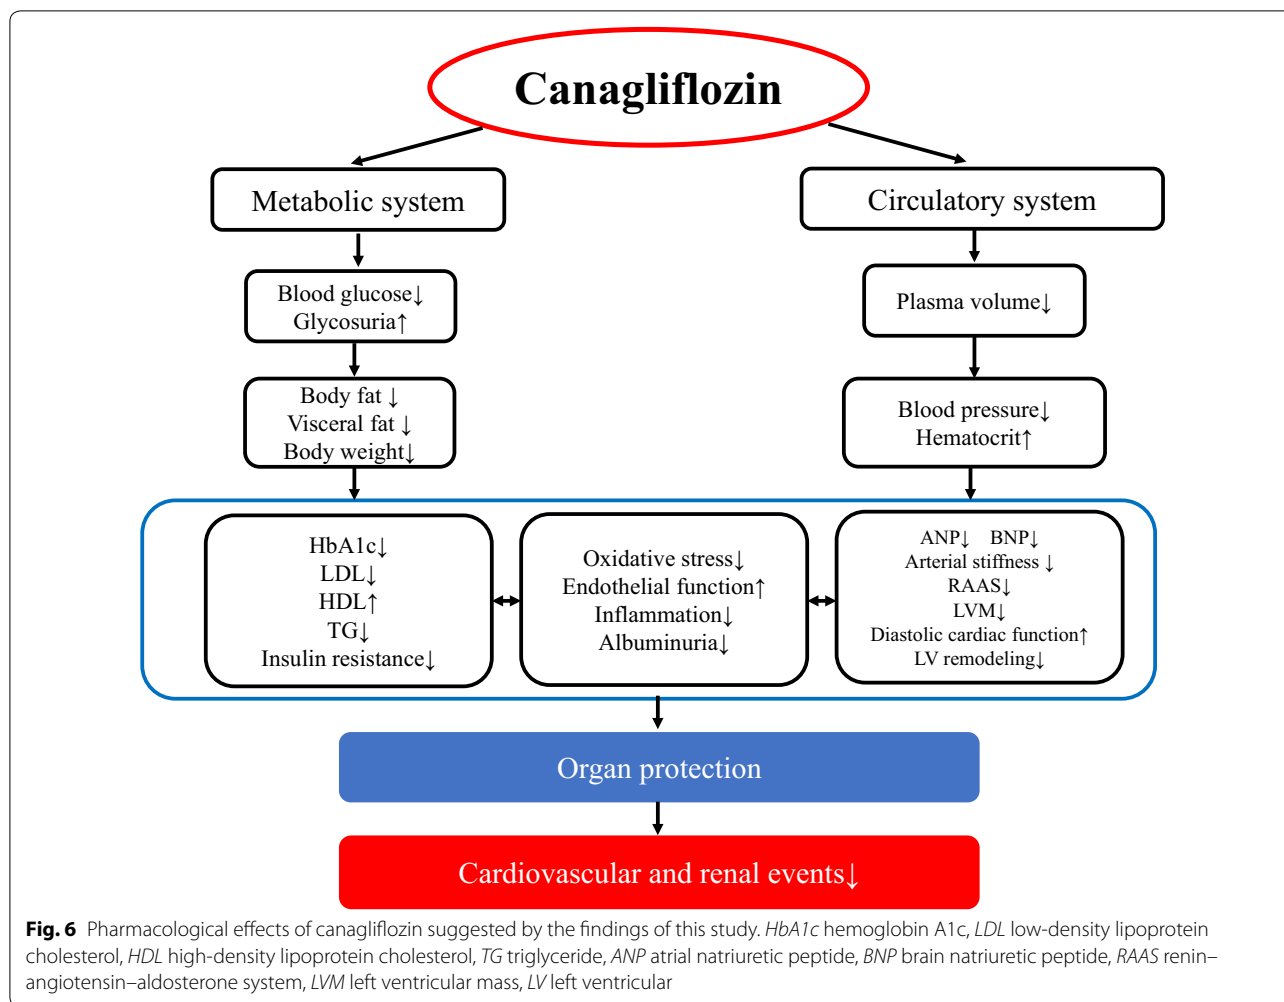 Canagliflozin
Metabolic system
Circulatory system
Blood glucose↓
Glycosuria↑
Plasma volume↓
Body fat ↓
Visceral fat ↓
Body weight↓
Blood pressure↓
Hematocrit↑
HbA1c↓
LDL↓
HDL↑
TG↓
Insulin resistance↓
Oxidative stress↓
Endothelial function↑
Inflammation↓
Albuminuria↓
ANP↓ BNP↓
Arterial stiffness ↓
RAAS↓
LVM↓
Diastolic cardiac function↑
LV remodeling↓
Organ protection
Cardiovascular and renal events↓
Fig. 6 Pharmacological effects of canagliflozin suggested by the findings of this study. HbA1c hemoglobin A1c, LDL low-density lipoprotein
cholesterol, HDL high-density lipoprotein cholesterol, TG triglyceride, ANP atrial natriuretic peptide, BNP brain natriuretic peptide, RAAS renin–
angiotensin–aldosterone system, LVM left ventricular mass, LV left ventricular